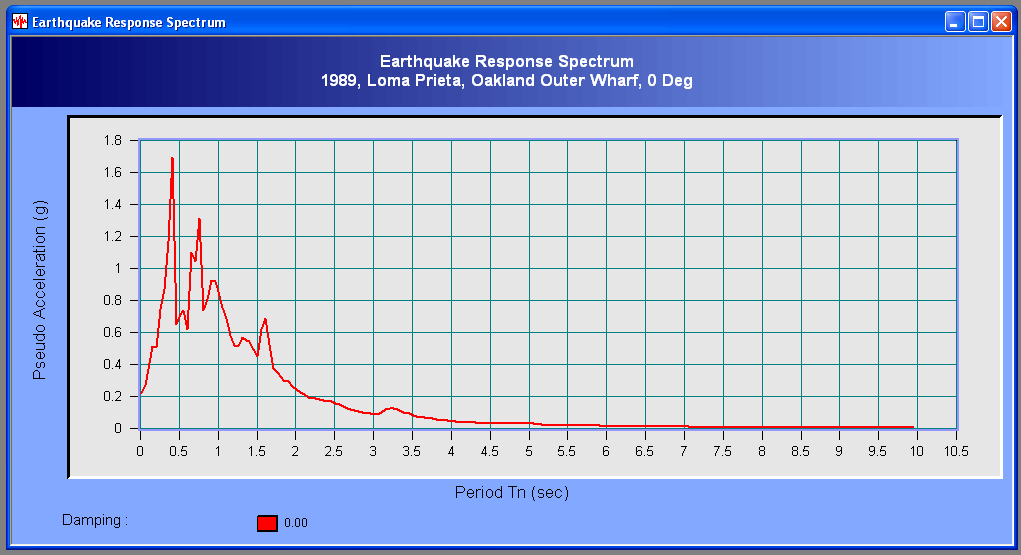 Earthquake Response Spectrum
Earthquake Response Spectrum
1989, Loma Prieta, Oakland Outer Wharf, 0 Deg
Pseudo Acceleration (g)
1.8
1.6
1.4
1.2
1
0.8
0.6
0.4
0.2
0
0 0.5 1 1.5 2 2.5 3 3.5 4 4.5 5 5.5 6 6.5 7 7.5 8 8.5 9 9.5 10 10.5
Period Tn (sec)
Damping : 0.00